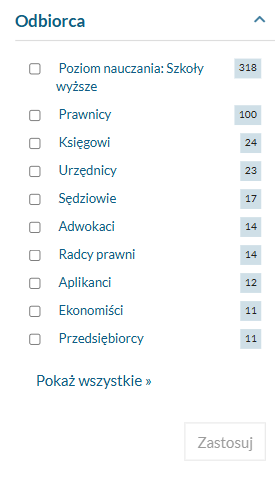 Odbiorca
Poziom nauczania: Szkoły 318
wyższe
Prawnicy 100
Księgowi 24
Urzędnicy 23
Sędziowie 17
Adwokaci 14
Radcy prawni 14
Aplikanci 12
Ekonomiści 11
Przedsiębiorcy 11
Pokaż wszystkie »
Zastosuj